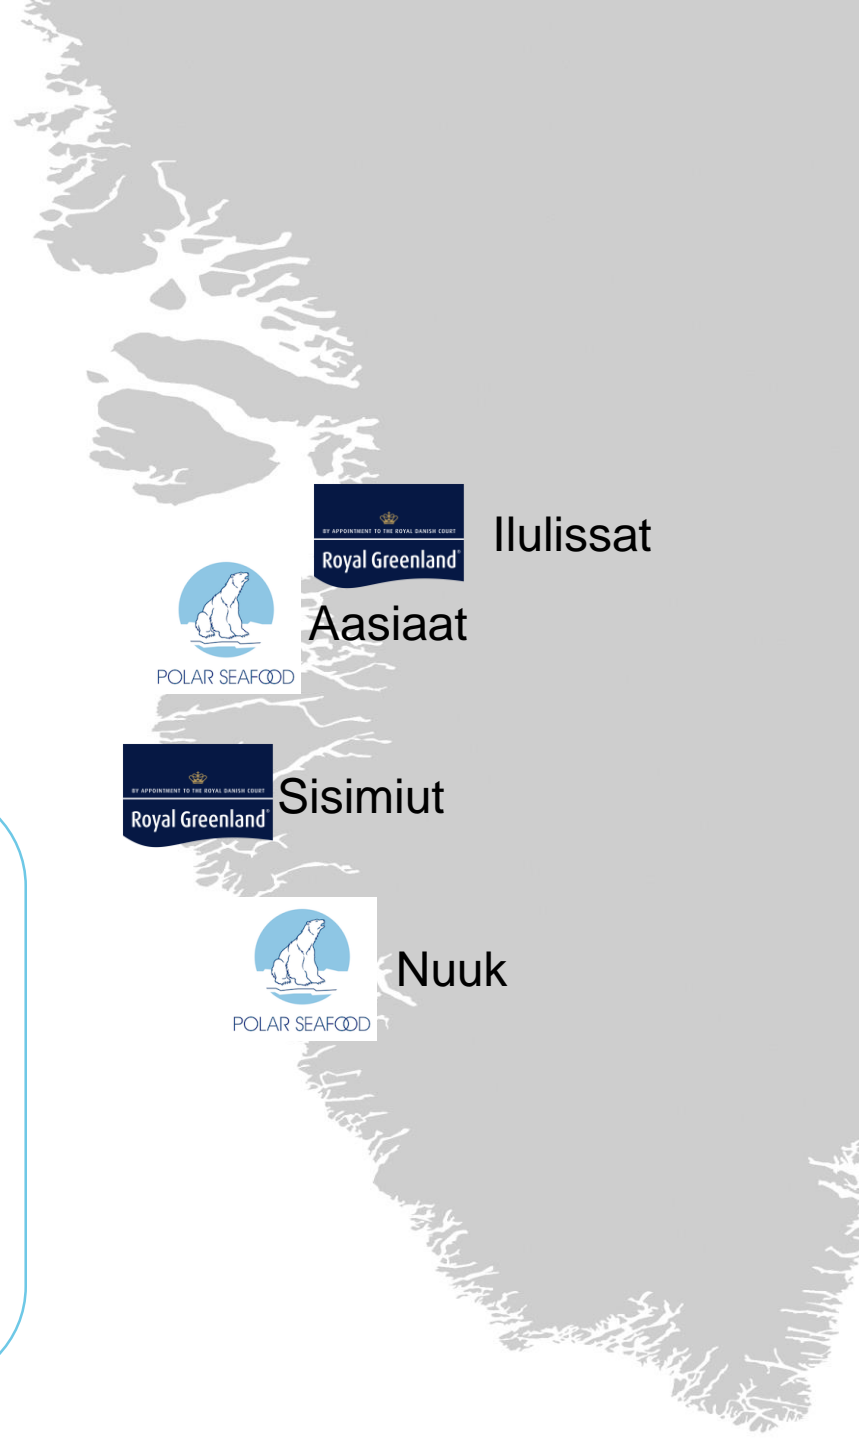 BY APPOINTMENT TO THE ROYAL DANISH COURT
Royal Greenland
Ilulissat
POLAR SEAFOOD
Aasiaat
BY APPOINTMENT TO THE ROYAL DANISH COURT
Royal Greenland
Sisimiut
POLAR SEAFOOD
Nuuk